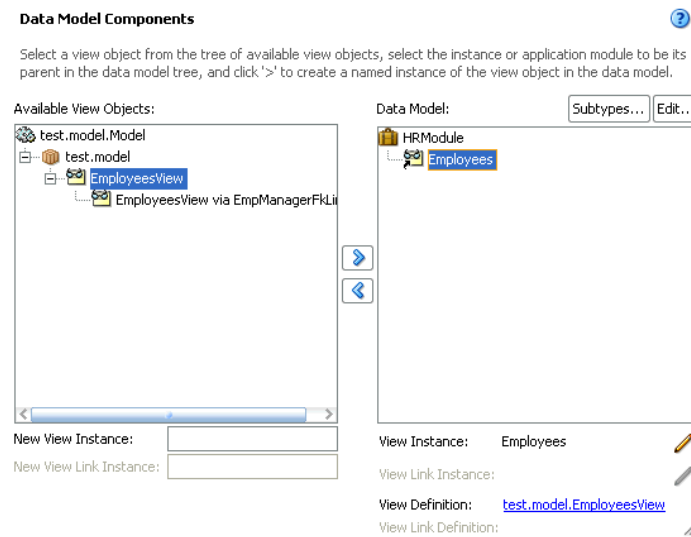 Data Model Components
Select a view object from the tree of available view objects, select the instance or application module to be its
parent in the data model tree, and click '>' to create a named instance of the view object in the data model.
Available View Objects:
test.model.Model
test.model
EmployeesView
EmployeesView via EmpManagerFkLi
Data Model:
Subtypes...
Edit..
HRModule
Employees
New View Instance:
New View Link Instance:
View Instance: Employees
View Link Instance:
View Definition: test.model.EmployeesView
View Link Definition: